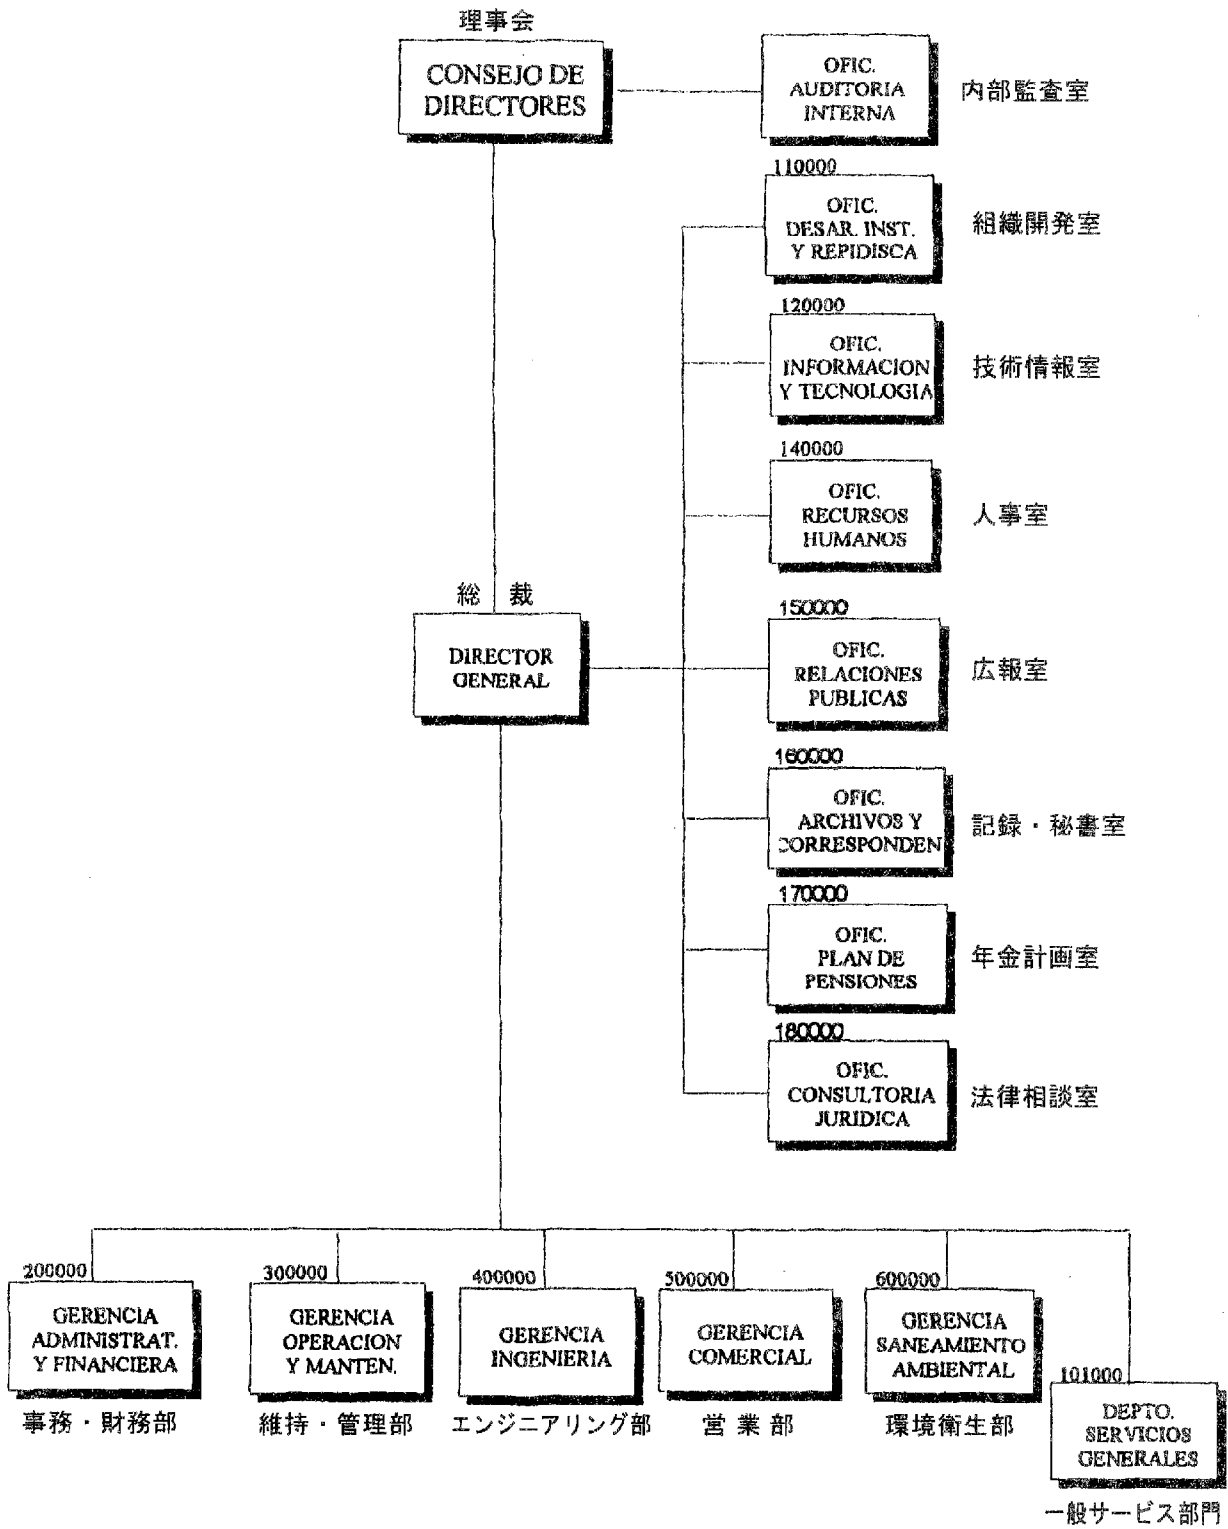 理事会
CONSEJO DE
DIRECTORES
OFIC.
AUDITORIA
INTERNA
内部監査室
110000
OFIC.
DESAR. INST.
Y REPIDISCA
組織開発室
120000
OFIC.
INFORMACION
Y TECNOLOGIA
技術情報室
140000
OFIC.
RECURSOS
HUMANOS
人事室
総 裁
DIRECTOR
GENERAL
150000
OFIC.
RELACIONES
PUBLICAS
広報室
160000
OFIC.
ARCHIVOS Y
CORRESPONDEN
記録・秘書室
170000
OFIC.
PLAN DE
PENSIONES
年金計画室
180000
OFIC.
CONSULTORIA
JURIDICA
法律相談室
200000
GERENCIA
ADMINISTRAT.
Y FINANCIERA
事務・財務部
300000
GERENCIA
OPERACION
Y MANTEN.
維持・管理部
400000
GERENCIA
INGENIERIA
エンジニアリング部
500000
GERENCIA
COMERCIAL
営 業 部
600000
GERENCIA
SANEAMIENTO
AMBIENTAL
環境衛生部
101000
DEPTO.
SERVICIOS
GENERALES
一般サービス部門